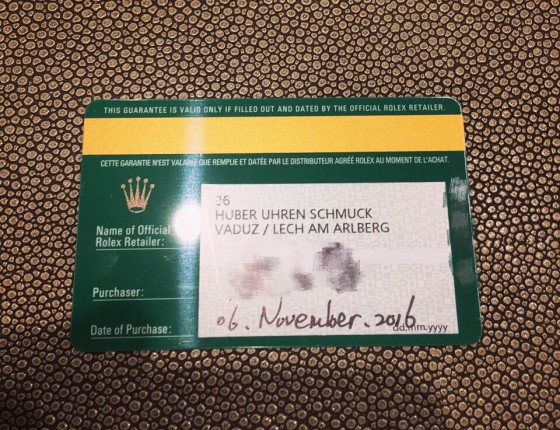 THIS GUARANTEE IS VALID ONLY IF FILLED OUT AND DATED BY THE OFFICIAL ROLEX RETAILER.
CETTE GARANTIE N'EST VALABLE QUE REMPLIE ET DATÉE PAR LE DISTRIBUTEUR AGRÉÉ ROLEX AU MOMENT DE L'ACHAT.
26
HUBER UHREN SCHMUCK
VADUZ / LECH AM ARLBERG
Name of Official
Rolex Retailer:
Purchaser:
Date of Purchase:
06. November. 2016
dd.mm.yyyy